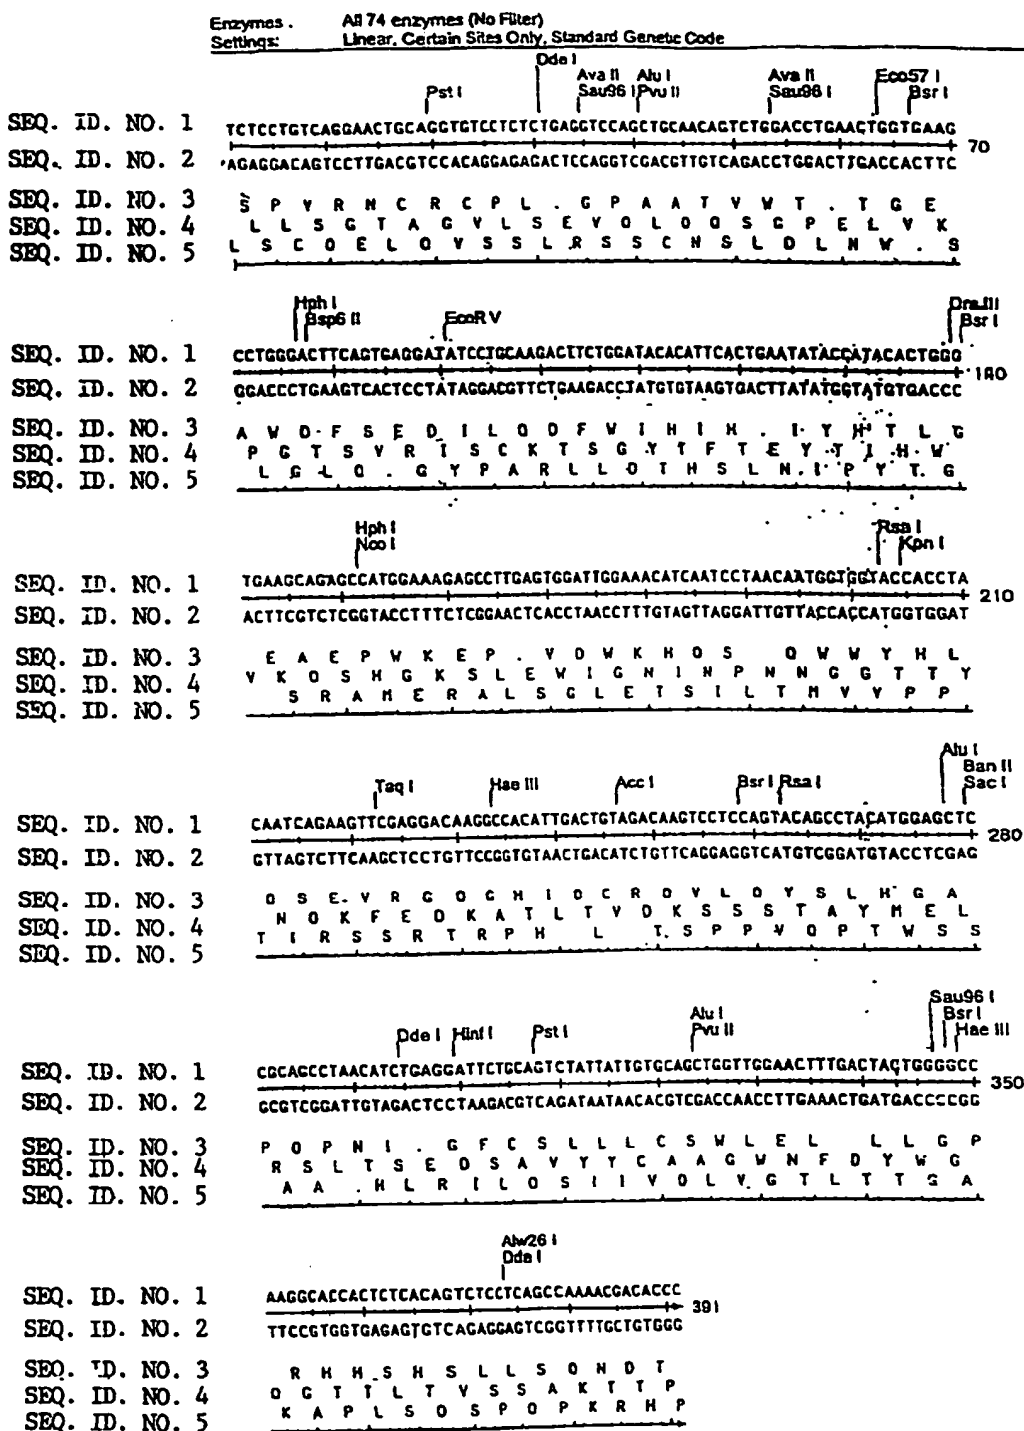 Enzymes . All 74 enzymes (No Filter)
Settings: Linear, Certain Sites Only, Standard Genetic Code
Dde I
Ava II Alu I Ava II Eco57 I
Pst I Sau96 I Pvu II Sau96 I Bsr I
SEQ. ID. NO. 1 TCTCCTGTCAGGAACTGCAGGTGTCCTCTCTGAGGTCCAGCTGCAACAGTCTGGACCTGAACTGGTGAAG
70
SEQ. ID. NO. 2 AGAGGACAGTCCTTGACGTCCACAGGAGAGACTCCAGGTCGACGTTGTCAGACCTGGACTTGACCACTTC
SEQ. ID. NO. 3 S P V R N C R C P L . G P A A T V W T . T G E
SEQ. ID. NO. 4 L L S G T A G V L S E V Q L Q Q S G P E L V K
SEQ. ID. NO. 5 L S C Q E L Q V S S L R S S C N S L D L N W . S
Hph I Dra III
Bsp6 II EcoR V Bsr I
SEQ. ID. NO. 1 CCTGGGACTTCAGTGAGGATATCCTGCAAGACTTCTGGATACACATTCACTGAATATACCATACACTGGG
140
SEQ. ID. NO. 2 GGACCCTGAAGTCACTCCTATAGGACGTTCTGAAGACCTATGTGTAAGTGACTTATATGGTATGTGACCC
SEQ. ID. NO. 3 A W D F S E D I L Q D F W I H I H . I Y H T L G
SEQ. ID. NO. 4 P G T S V R I S C K T S G Y T F T E Y T I H W
SEQ. ID. NO. 5 L G L Q . G Y P A R L L D T H S L N I P Y T G
Hph I Rsa I
Nco I Kpn I
SEQ. ID. NO. 1 TGAAGCAGAGCCATGGAAAGAGCCTTGAGTGGATTGGAAACATCAATCCTAACAATGGTGGTACCACCTA
210
SEQ. ID. NO. 2 ACTTCGTCTCGGTACCTTTCTCGGAACTCACCTAACCTTTGTAGTTAGGATTGTTACCACCATGGTGGAT
SEQ. ID. NO. 3 E A E P W K E P . V D W K H Q S Q W W Y H L
SEQ. ID. NO. 4 V K Q S H G K S L E W I G N I N P N N G G T T Y
SEQ. ID. NO. 5 S R A M E R A L S G L E T S I L T M V V P P
Alu I
Ban II
Taq I Hae III Acc I Bsr I Rsa I Sac I
SEQ. ID. NO. 1 CAATCAGAAGTTCGAGGACAAGGCCACATTGACTGTAGACAAGTCCTCCAGTACAGCCTACATGGAGCTC
280
SEQ. ID. NO. 2 GTTAGTCTTCAAGCTCCTGTTCCGGTGTAACTGACATCTGTTCAGGAGGTCATGTCGGATGTACCTCGAG
SEQ. ID. NO. 3 Q S E V R G Q G H I D C R Q V L Q Y S L H G A
SEQ. ID. NO. 4 N Q K F E D K A T L T V D K S S S T A Y M E L
SEQ. ID. NO. 5 T I R S S R T R P H L T S P P V Q P T W S S
Sau96 I
Alu I Bsr I
Dde I Hinf I Pst I Pvu II Hae III
SEQ. ID. NO. 1 CGCAGCCTAACATCTGAGGATTCTGCAGTCTATTATTGTGCAGCTGGTTGGAACTTTGACTACTGGGGCC
350
SEQ. ID. NO. 2 GCGTCGGATTGTAGACTCCTAAGACGTCAGATAATAACACGTCGACCAACCTTGAAACTGATGACCCCGG
SEQ. ID. NO. 3 P Q P N I . G F C S L L L C S W L E L L L G P
SEQ. ID. NO. 4 R S L T S E D S A V Y Y C A A G W N F D Y W G
SEQ. ID. NO. 5 A A . H L R I L Q S I I V Q L V G T L T T G A
Alw26 I
Dde I
SEQ. ID. NO. 1 AAGGCACCACTCTCACAGTCTCCTCAGCCAAAACGACACCC
391
SEQ. ID. NO. 2 TTCCGTGGTGAGAGTGTCAGAGGAGTCGGTTTTGCTGTGGG
SEQ. ID. NO. 3 R H H S H S L L S Q N D T
SEQ. ID. NO. 4 Q G T T L T V S S A K T T P
SEQ. ID. NO. 5 K A P L S Q S P Q P K R H P